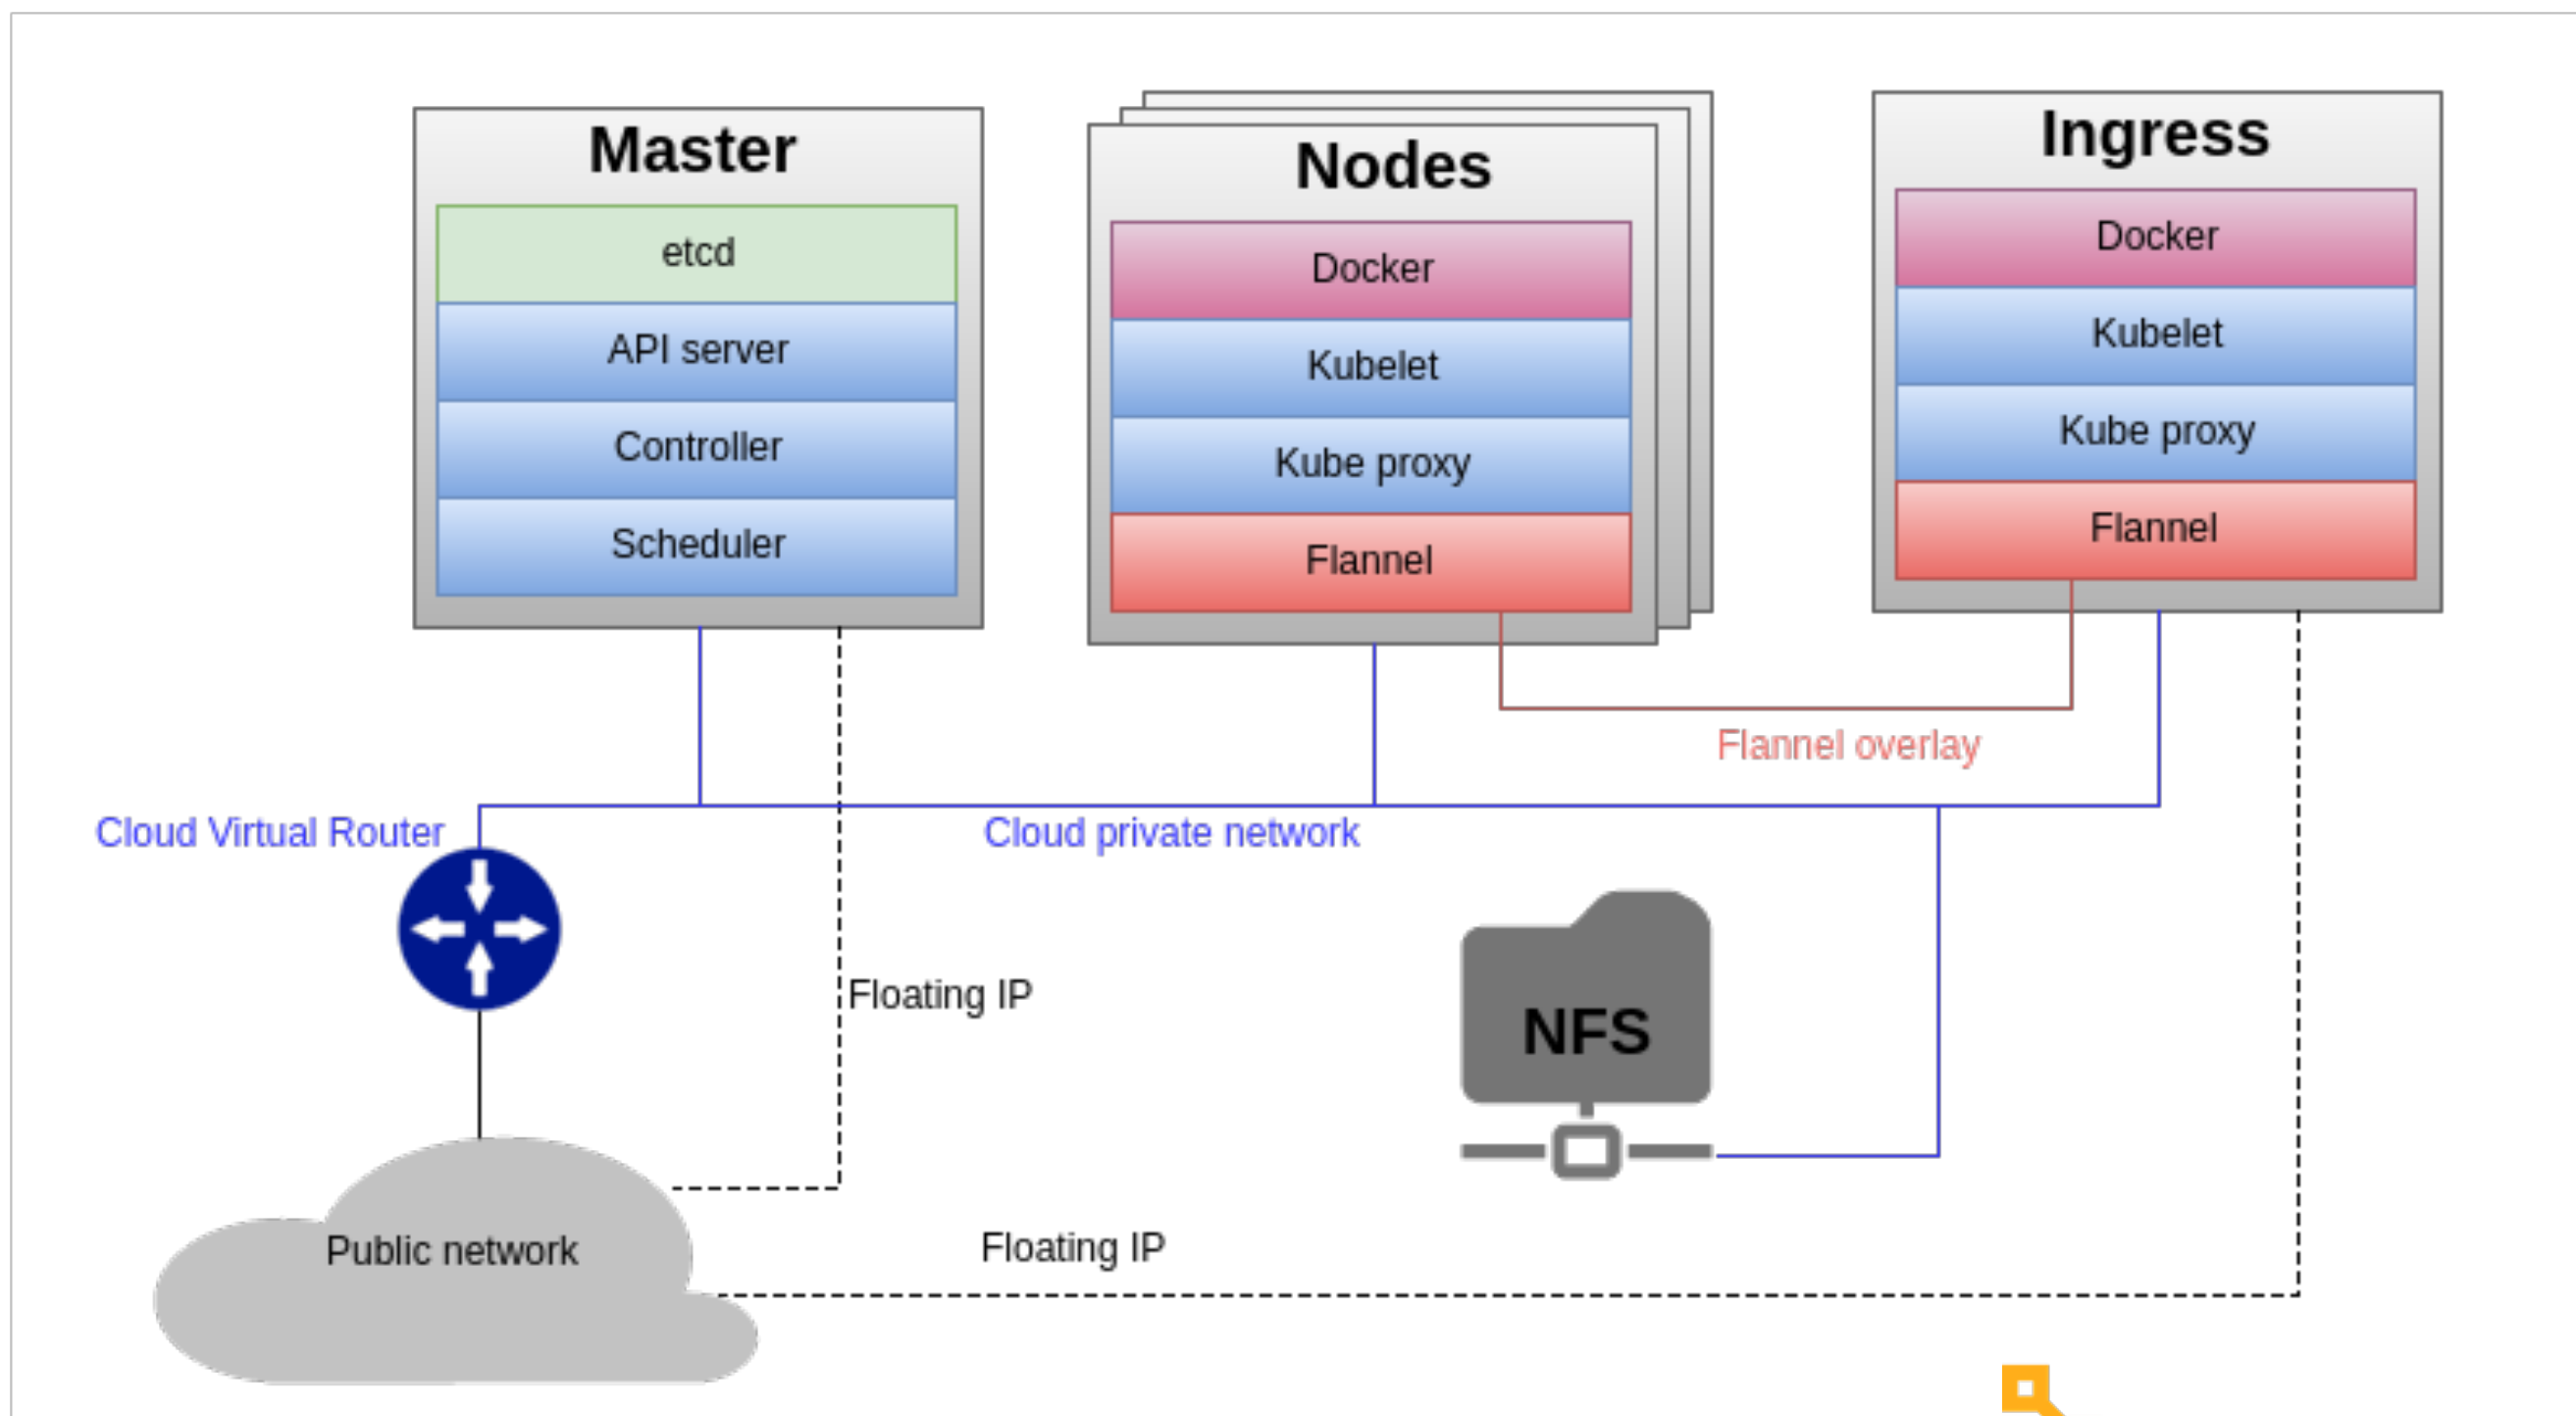 Master
etcd
API server
Controller
Scheduler
Nodes
Docker
Kubelet
Kube proxy
Flannel
Ingress
Docker
Kubelet
Kube proxy
Flannel
Flannel overlay
Cloud Virtual Router
Cloud private network
Floating IP
NFS
Public network
Floating IP